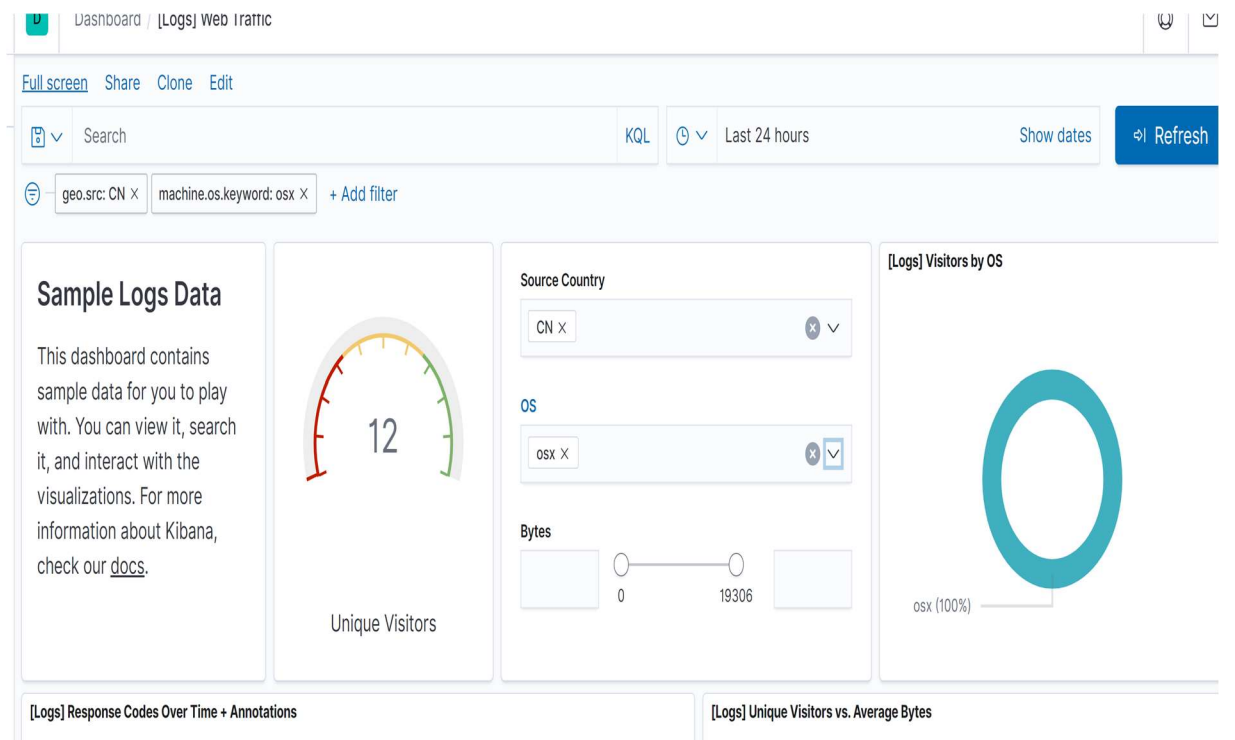 D Dashboard / [Logs] Web Traffic
Full screen Share Clone Edit
Search KQL Last 24 hours Show dates Refresh
geo.src: CN × machine.os.keyword: osx × + Add filter
Sample Logs Data
This dashboard contains
sample data for you to play
with. You can view it, search
it, and interact with the
visualizations. For more
information about Kibana,
check our docs.
12
Unique Visitors
Source Country
CN ×
OS
osx ×
Bytes
0 19306
[Logs] Visitors by OS
osx (100%)
[Logs] Response Codes Over Time + Annotations
[Logs] Unique Visitors vs. Average Bytes